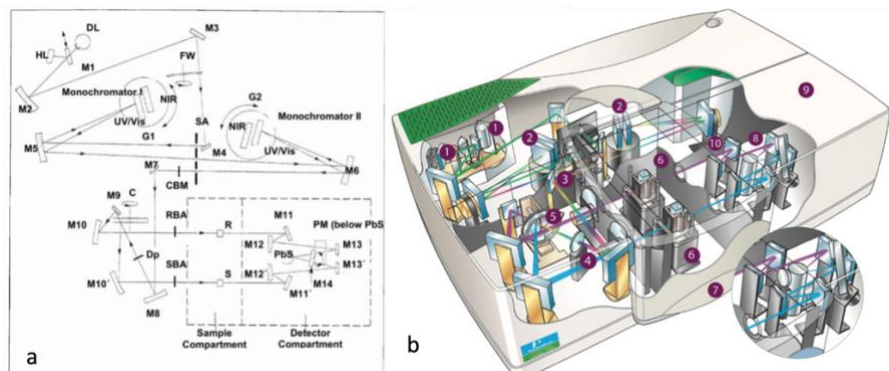 DL
M3
HL
M1
FW
M2
Monochromator I
NIR
G2
SA
Monochromator II
UV/Vis
NIR
M5
G1
M4
UV/Vis
M7
M6
CBM
M9
C
M10
RBA
R
M11
PM (below PbS
M12
M13
PbS
M13´
Dp
M12´
M14
SBA
S
M10´
M11´
M8
Sample
Compartment
Detector
Compartment
a
1
1
2
2
9
10
8
3
6
5
4
6
7
b